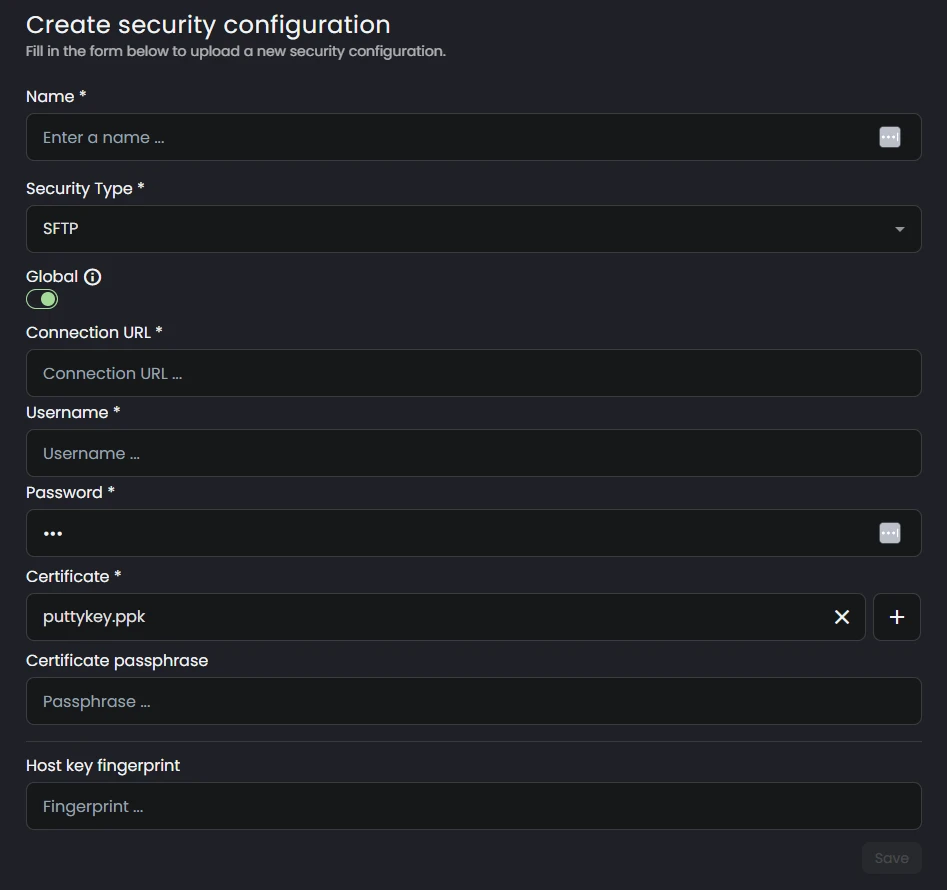 Create security configuration
Fill in the form below to upload a new security configuration.
Name *
Enter a name ...
Security Type *
SFTP
Global
Connection URL *
Connection URL ...
Username *
Username ...
Password *
•••
Certificate *
puttykey.ppk
Certificate passphrase
Passphrase ...
Host key fingerprint
Fingerprint ...
Save